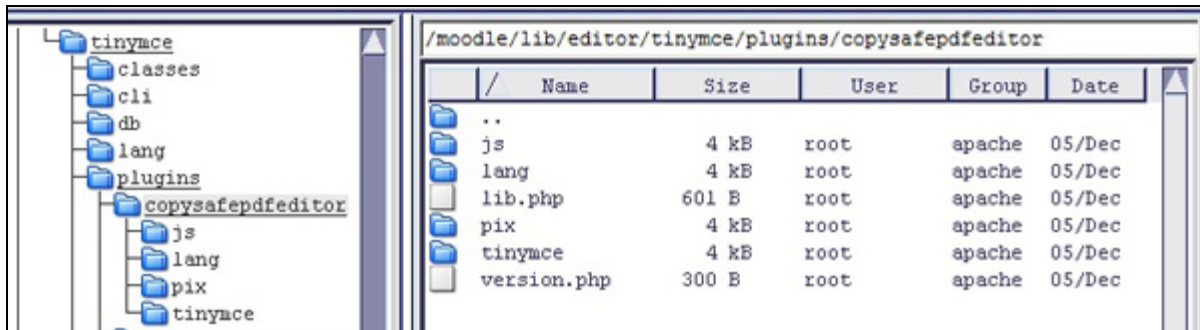 tinymce
classes
cli
db
lang
plugins
copysafepdfeditor
js
lang
pix
tinymce
/moodle/lib/editor/tinymce/plugins/copysafepdfeditor
/ Name Size User Group Date
..
js 4 kB root apache 05/Dec
lang 4 kB root apache 05/Dec
lib.php 601 B root apache 05/Dec
pix 4 kB root apache 05/Dec
tinymce 4 kB root apache 05/Dec
version.php 300 B root apache 05/Dec